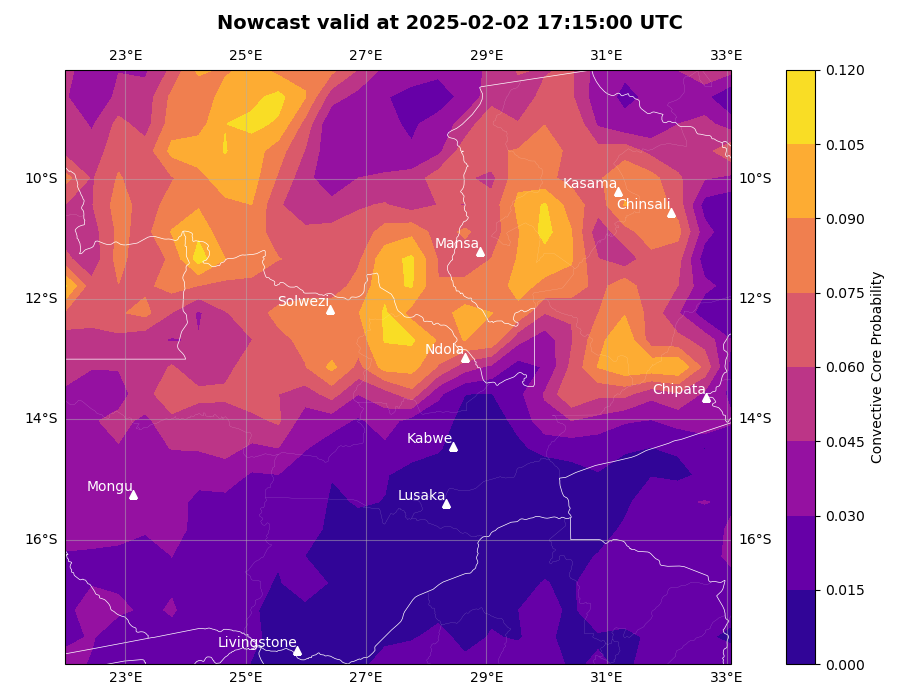 Nowcast valid at 2025-02-02 17:15:00 UTC
23°E 25°E 27°E 29°E 31°E 33°E
0.120
0.105
10°S Kasama 10°S
Chinsali
0.090
Mansa
0.075
12°S Solwezi 12°S
Ndola
0.060
Chipata
14°S 14°S
Kabwe
0.045
Mongu
Lusaka
0.030
16°S 16°S
0.015
Livingstone
0.000
23°E 25°E 27°E 29°E 31°E 33°E
Convective Core Probability